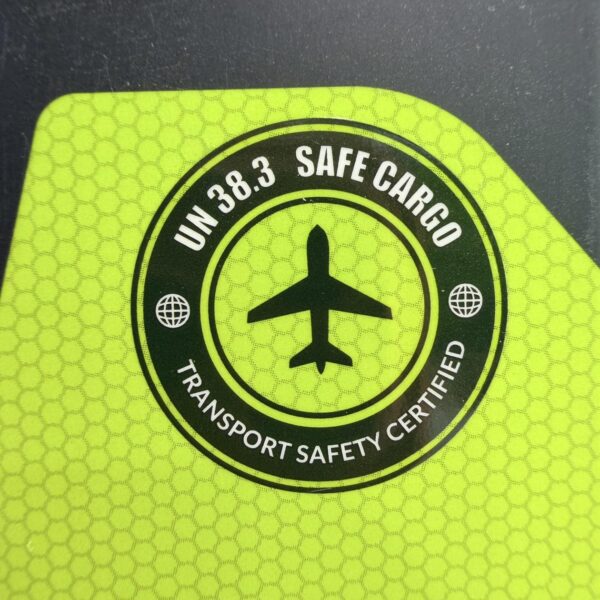 UN 38.3 SAFE CARGO
TRANSPORT SAFETY CERTIFIED